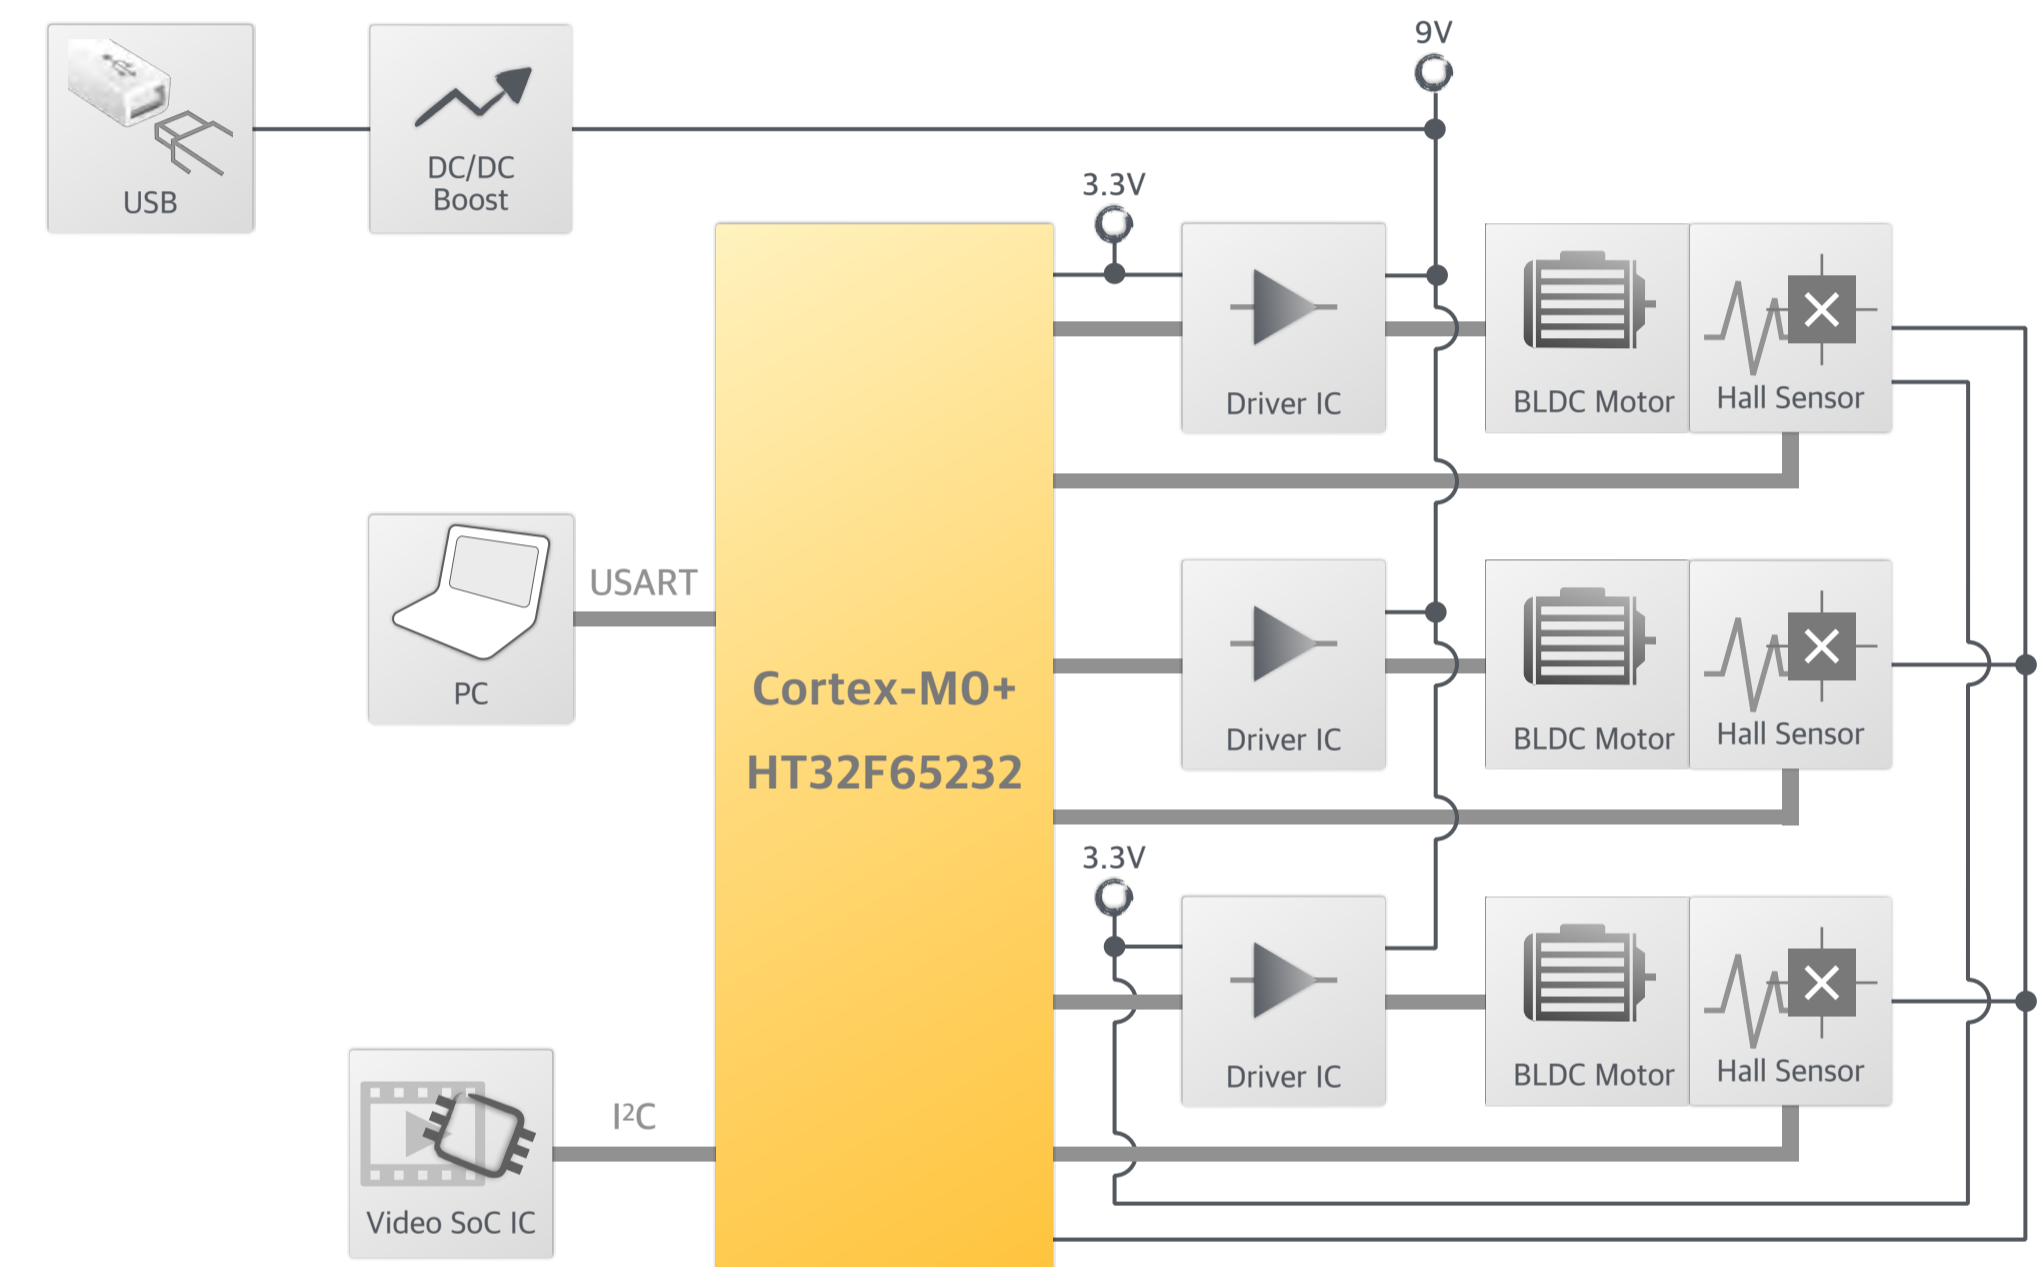 9V
USB
DC/DC
Boost
3.3V
Driver IC
BLDC Motor
Hall Sensor
PC
USART
Cortex-M0+
HT32F65232
Driver IC
BLDC Motor
Hall Sensor
3.3V
Driver IC
BLDC Motor
Hall Sensor
I²C
Video SoC IC